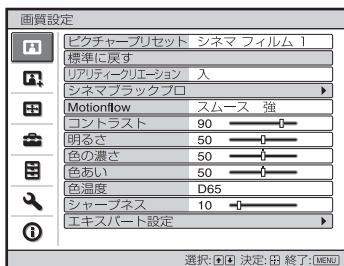 画質設定
ピクチャープリセット シネマ フィルム 1
標準に戻す
リアリティークリエーション 入
シネマブラックプロ
Motionflow スムース 強
コントラスト 90
明るさ 50
色の濃さ 50
色あい 50
色温度 D65
シャープネス 10
エキスパート設定
選択: 決定: 終了:MENU